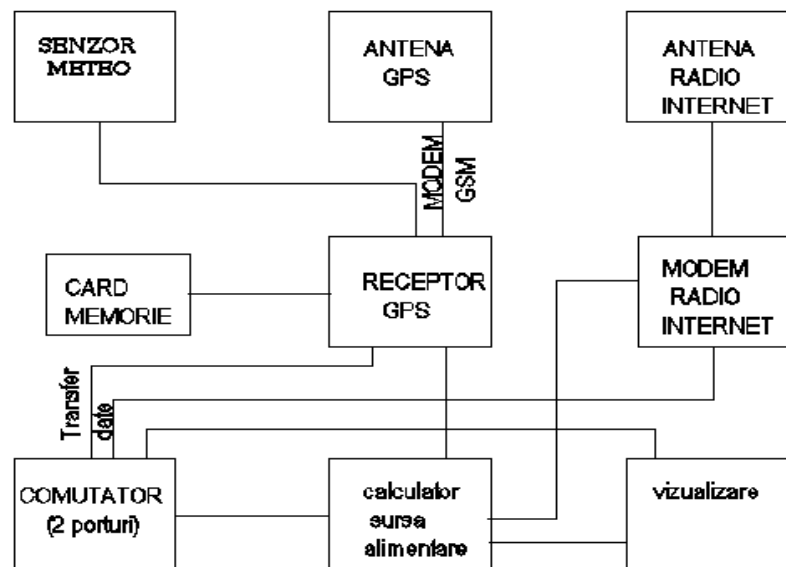 SENZOR
METEO
ANTENA
GPS
ANTENA
RADIO
INTERNET
MODEM
GSM
CARD
MEMORIE
RECEPTOR
GPS
MODEM
RADIO
INTERNET
Transfer
date
COMUTATOR
(2 porturi)
calculator
sursa
alimentare
vizualizare